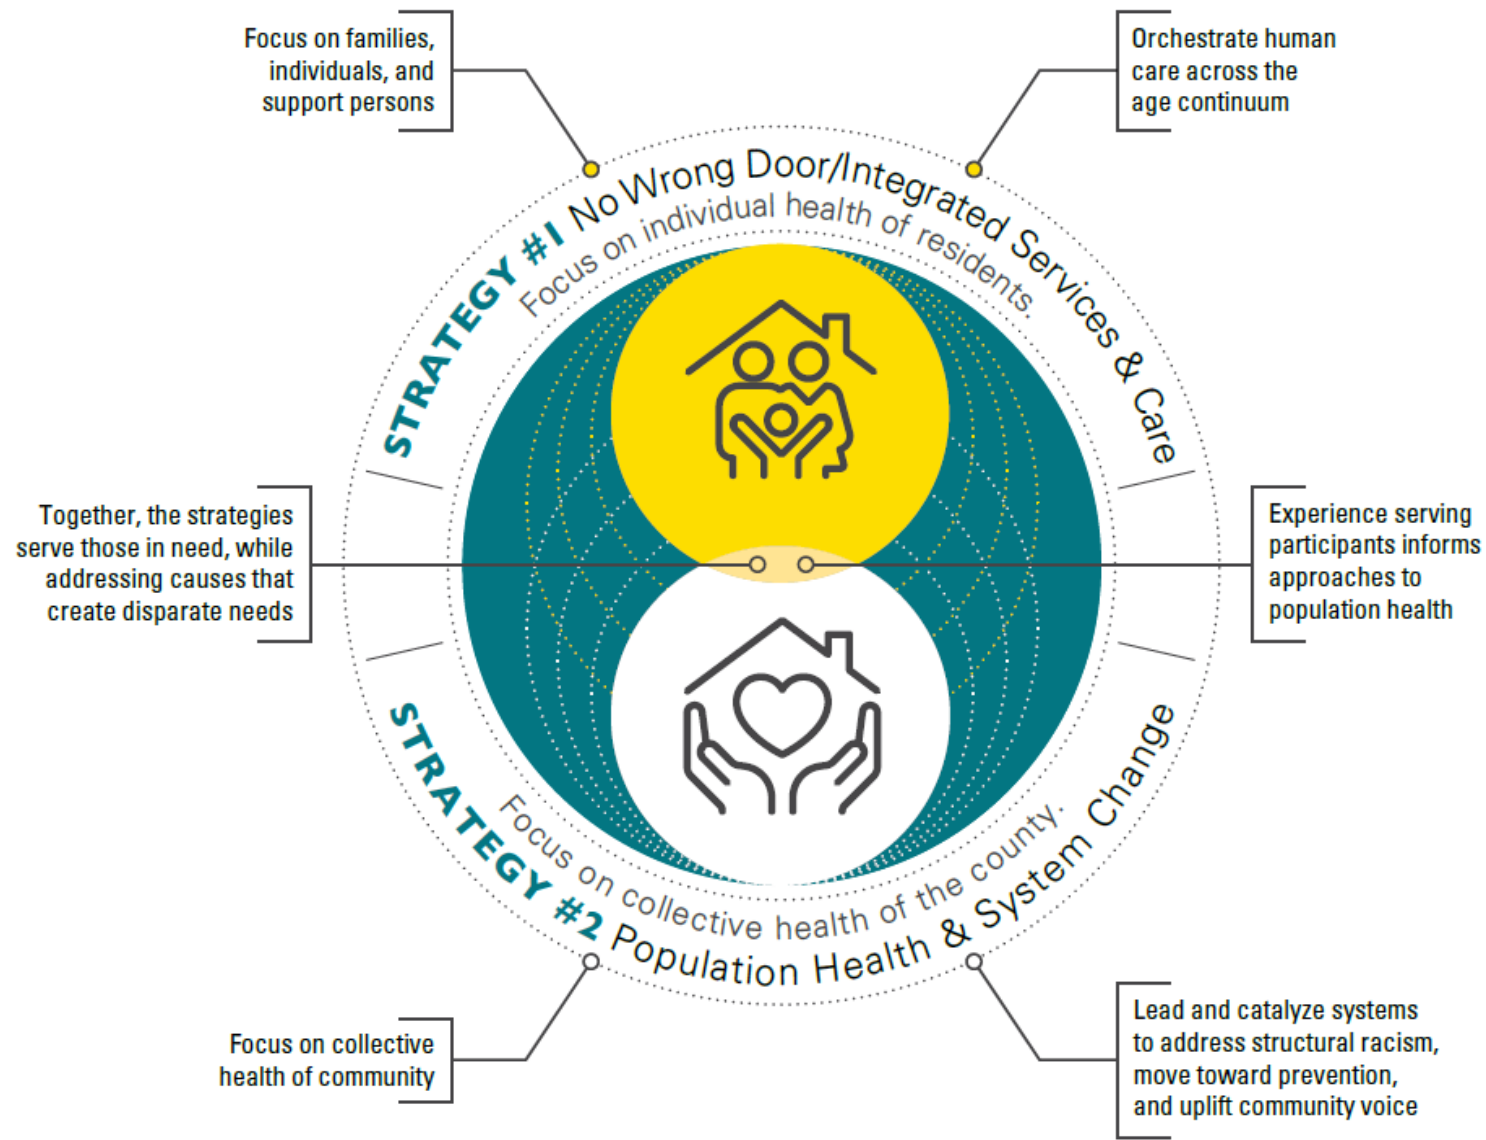 Focus on families,
individuals, and
support persons
Orchestrate human
care across the
age continuum
STRATEGY #1 No Wrong Door/Integrated Services & Care
Focus on individual health of residents.
Together, the strategies
serve those in need, while
addressing causes that
create disparate needs
Experience serving
participants informs
approaches to
population health
Focus on collective health of the county.
STRATEGY #2 Population Health & System Change
Focus on collective
health of community
Lead and catalyze systems
to address structural racism,
move toward prevention,
and uplift community voice